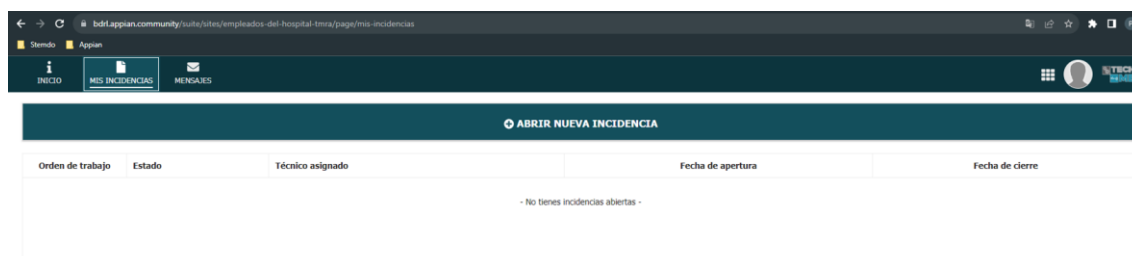 bdrl.appian.community/suite/sites/empleados-del-hospital-tmra/page/mis-incidencias
Stemdo Appian
INICIO MIS INCIDENCIAS MENSAJES
ABRIR NUEVA INCIDENCIA
Orden de trabajo Estado Técnico asignado Fecha de apertura Fecha de cierre
- No tienes incidencias abiertas -